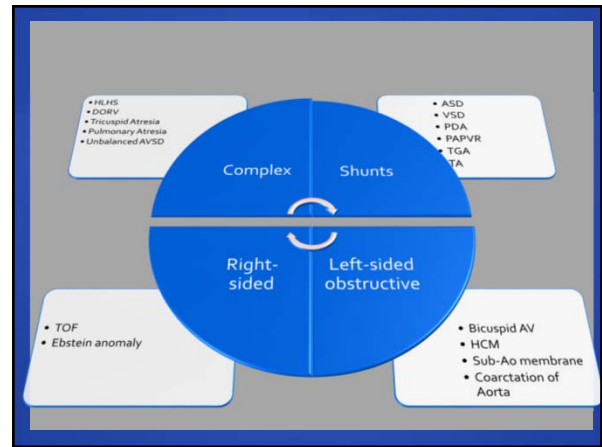 • HLHS
• DORV
• Tricuspid Atresia
• Pulmonary Atresia
• Unbalanced AVSD
Complex
• ASD
• VSD
• PDA
• PAPVR
• TGA
TA
Shunts
Right-
sided
• TOF
• Ebstein anomaly
Left-sided
obstructive
• Bicuspid AV
• HCM
• Sub-Ao membrane
• Coarctation of
Aorta